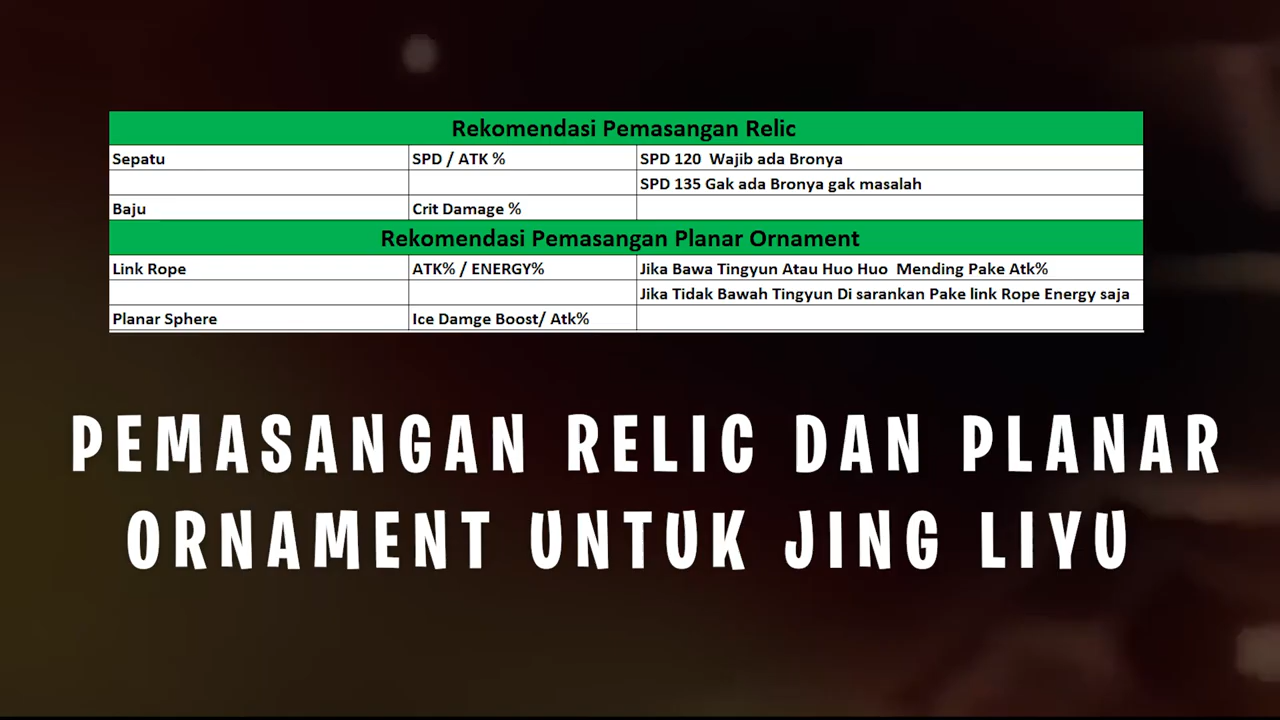 Rekomendasi Pemasangan Relic
Sepatu SPD / ATK % SPD 120 Wajib ada Bronya
SPD 135 Gak ada Bronya gak masalah
Baju Crit Damage %
Rekomendasi Pemasangan Planar Ornament
Link Rope ATK% / ENERGY% Jika Bawa Tingyun Atau Huo Huo Mending Pake Atk%
Jika Tidak Bawah Tingyun Di sarankan Pake link Rope Energy saja
Planar Sphere Ice Damge Boost/ Atk%
PEMASANGAN RELIC DAN PLANAR
ORNAMENT UNTUK JING LIYU